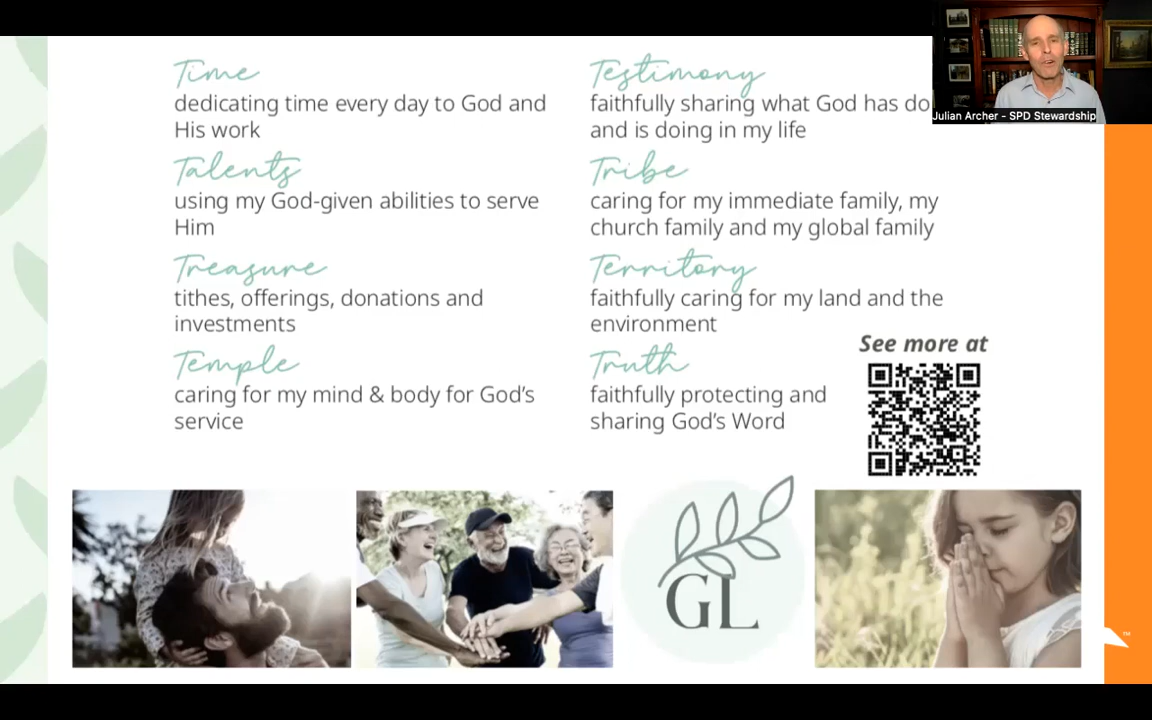 Time
dedicating time every day to God and
His work
Talents
using my God-given abilities to serve
Him
Treasure
tithes, offerings, donations and
investments
Temple
caring for my mind & body for God's
service
Testimony
faithfully sharing what God has do
and is doing in my life
Tribe
caring for my immediate family, my
church family and my global family
Territory
faithfully caring for my land and the
environment
Truth
faithfully protecting and
sharing God's Word
See more at
GL
Julian Archer - SPD Stewardship
TM